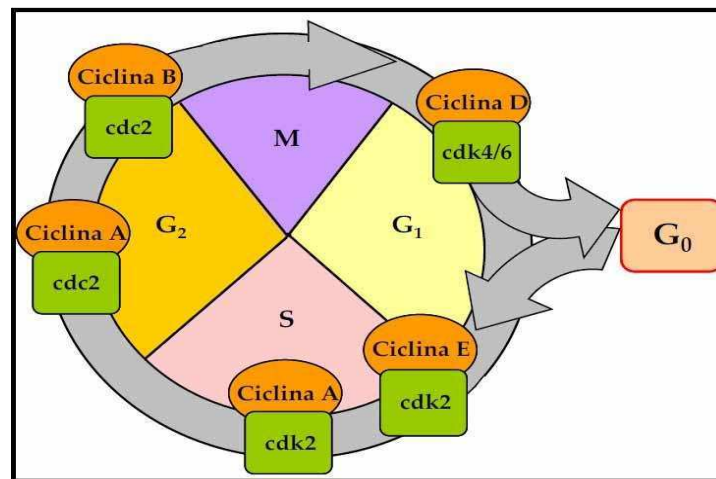 Ciclina B
cdc2
M
Ciclina D
cdk4/6
Ciclina A
cdc2
G₂
G₁
G₀
S
Ciclina E
cdk2
Ciclina A
cdk2